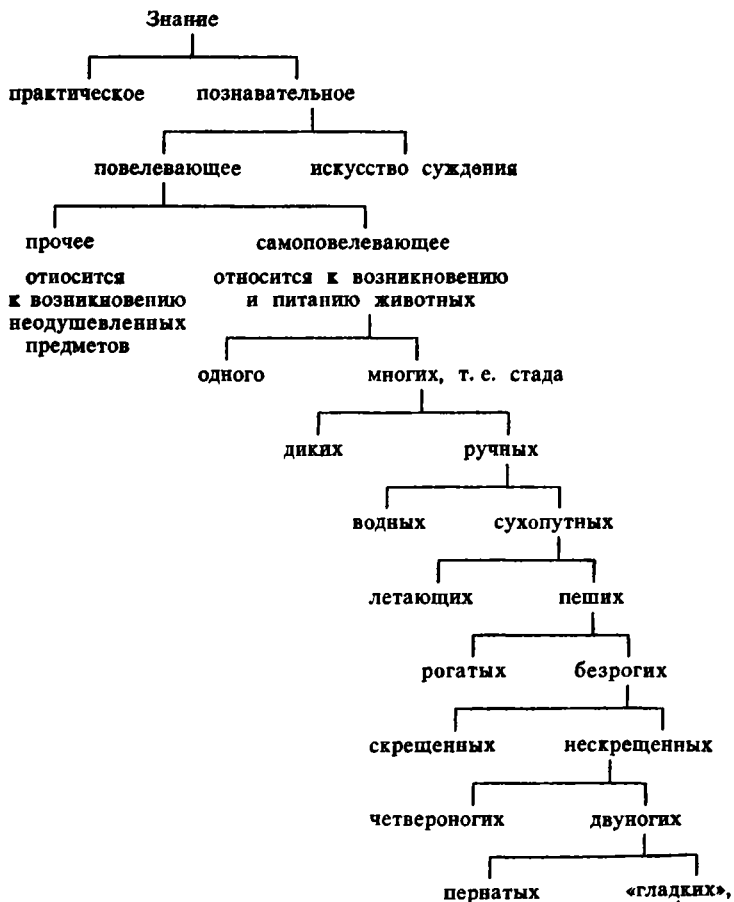 Знание
практическое познавательное
повелевающее искусство суждения
прочее самоповелевающее
относится относится к возникновению
к возникновению и питанию животных
неодушевленных
предметов
одного многих, т. е. стада
диких ручных
водных сухопутных
летающих пеших
рогатых безрогих
скрещенных нескрещенных
четвероногих двуногих
пернатых «гладких»,